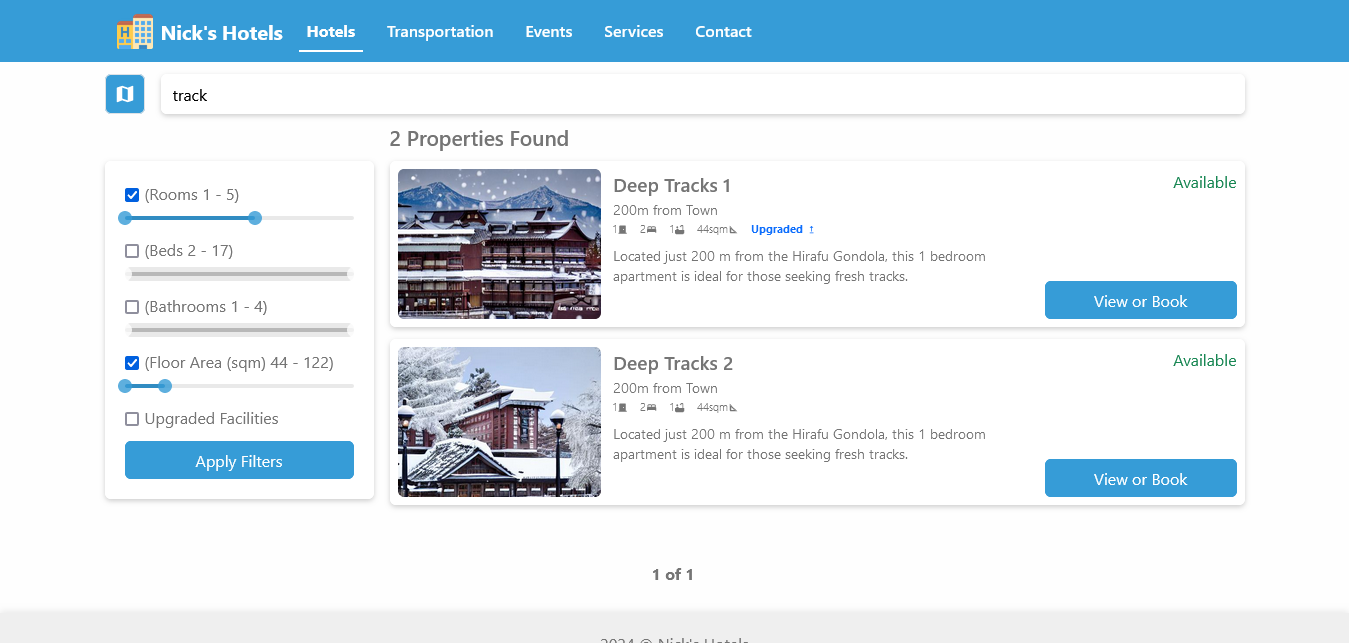 Nick's Hotels Hotels Transportation Events Services Contact
track
2 Properties Found
(Rooms 1 - 5)
(Beds 2 - 17)
(Bathrooms 1 - 4)
(Floor Area (sqm) 44 - 122)
Upgraded Facilities
Apply Filters
Deep Tracks 1
Available
200m from Town
1 2 1 44sqm Upgraded
Located just 200 m from the Hirafu Gondola, this 1 bedroom
apartment is ideal for those seeking fresh tracks.
View or Book
Deep Tracks 2
Available
200m from Town
1 2 1 44sqm
Located just 200 m from the Hirafu Gondola, this 1 bedroom
apartment is ideal for those seeking fresh tracks.
View or Book
1 of 1
2024 © Nick's Hotels